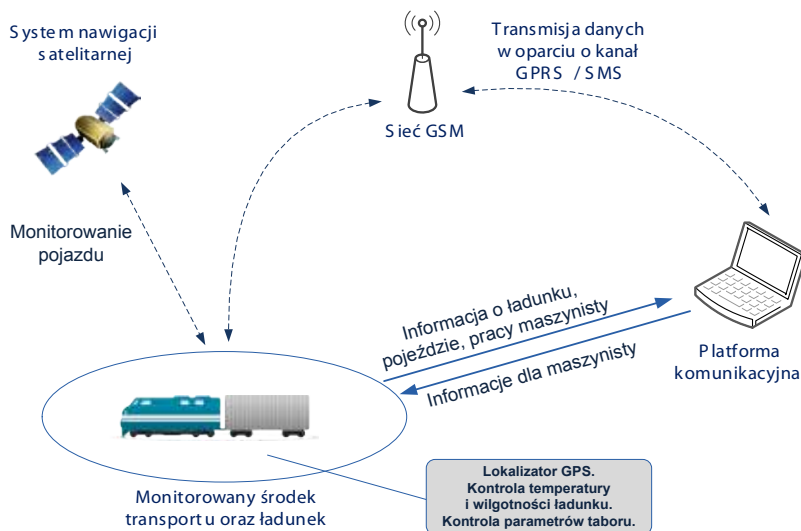 System nawigacji
satelitarnej
Transmisja danych
w oparciu o kanał
GPRS / SMS
Sieć GSM
Monitorowanie
pojazdu
Informacja o ładunku,
pojeździe, pracy maszynisty
Informacje dla maszynisty
Platforma
komunikacyjna
Monitorowany środek
transportu oraz ładunek
Lokalizator GPS.
Kontrola temperatury
i wilgotności ładunku.
Kontrola parametrów taboru.